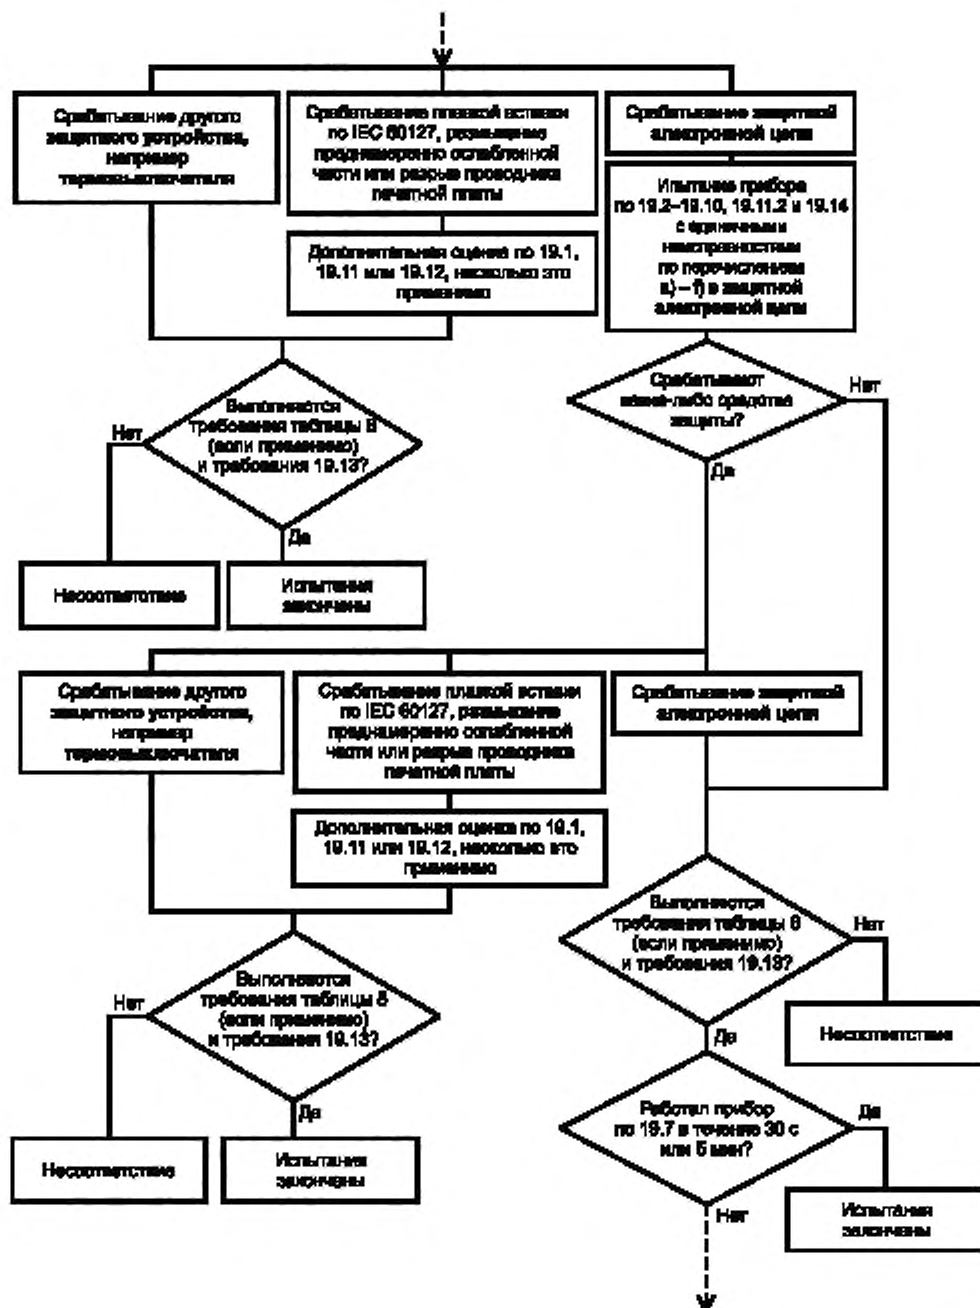 Срабатывание другого
защитного устройства,
например
термовыключателя
Срабатывание плавкой вставки
по IEC 60127, размыкание
преднамеренно ослабленной
части или разрыв проводника
печатной платы
Дополнительная оценка по 19.1,
19.11 или 19.12, насколько это
применимо
Срабатывание защитной
электронной цепи
Ипытание прибора
по 19.2–19.10, 19.11.2 и 19.14
с единичными
неисправностями
по перечислениям
a) – f) в защитной
электронной цепи
Выполняется
требования таблицы 8
(если применимо)
и требования 19.13?
Нет
Да
Несоответствие
Испытания
закончены
Срабатывают
какие-либо средства
защиты?
Нет
Да
Срабатывание другого
защитного устройства,
например
термовыключателя
Срабатывание плавкой вставки
по IEC 60127, размыкание
преднамеренно ослабленной
части или разрыв проводника
печатной платы
Дополнительная оценка по 19.1,
19.11 или 19.12, насколько это
применимо
Срабатывание защитной
электронной цепи
Выполняются
требования таблицы 8
(если применимо)
и требования 19.13?
Нет
Да
Несоответствие
Испытания
закончены
Выполняются
требования таблицы 8
(если применимо)
и требования 19.13?
Нет
Да
Несоответствие
Работал прибор
по 19.7 в течение 30 с
или 5 мин?
Да
Нет
Испытания
закончены